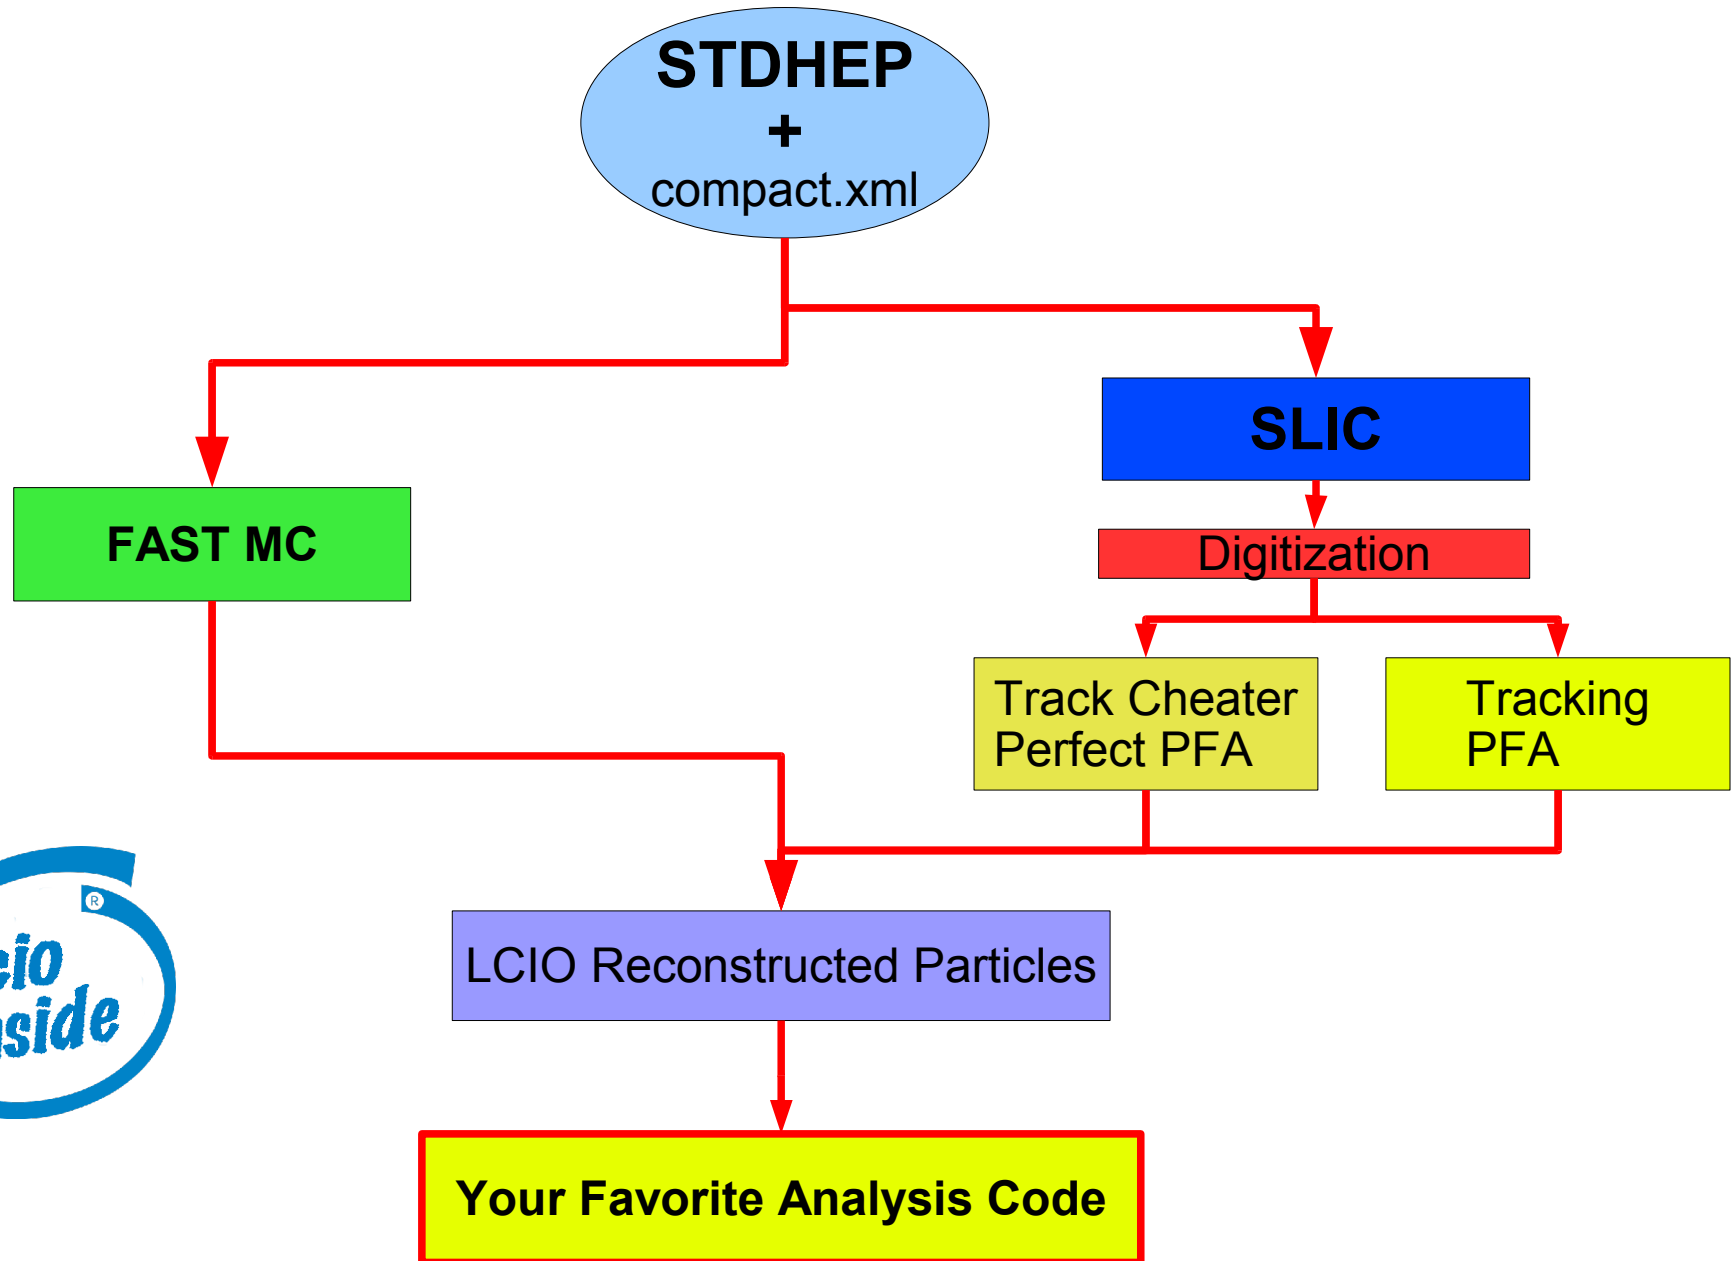 STDHEP
+
compact.xml
SLIC
FAST MC
Digitization
Track Cheater
Perfect PFA
Tracking
PFA
®
LCIO Reconstructed Particles
Your Favorite Analysis Code